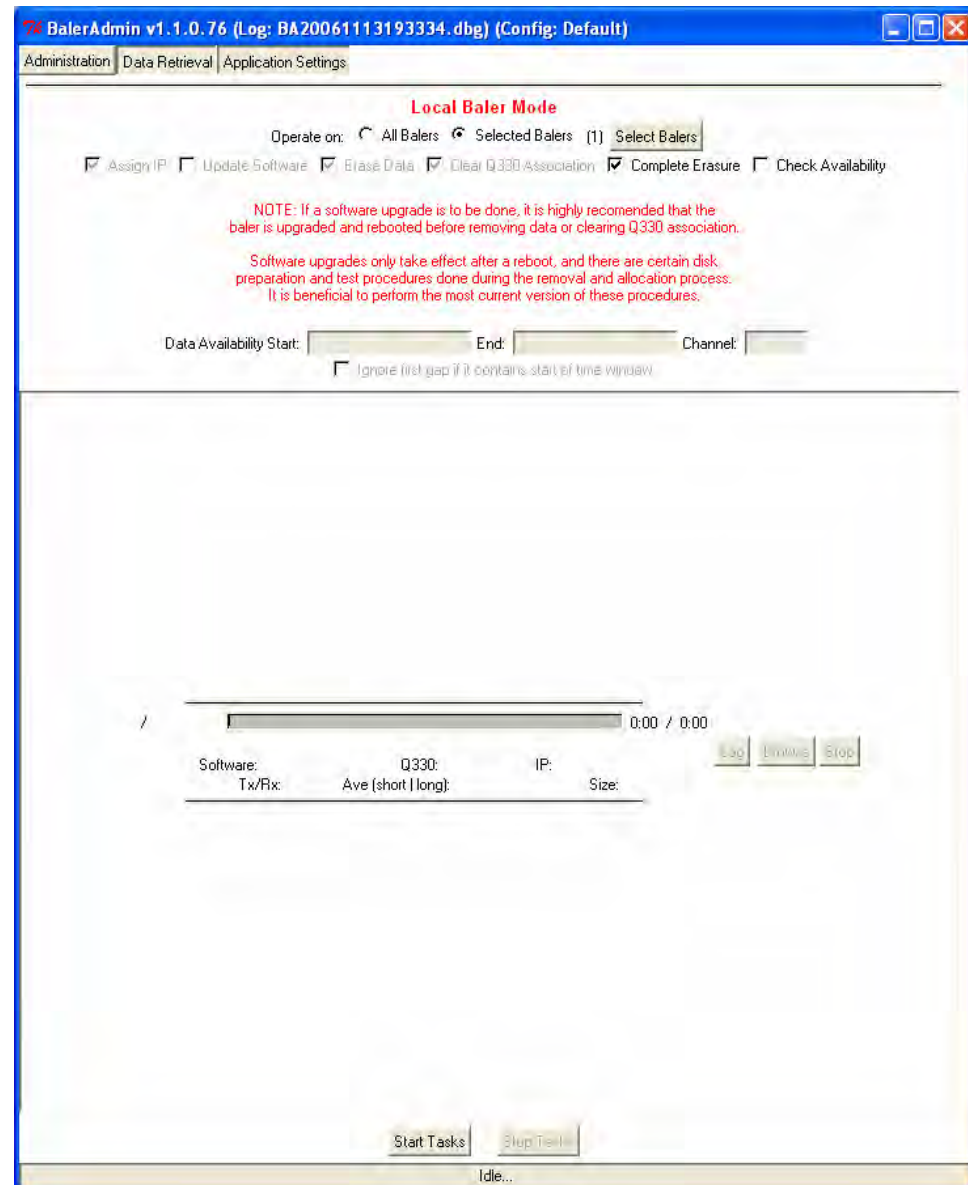 BalerAdmin v1.1.0.76 (Log: BA20061113193334.dbg) (Config: Default)
Administration Data Retrieval Application Settings
Local Baler Mode
Operate on: All Balers Selected Balers (1) Select Balers
Assign IP Update Software Erase Data Clear Q330 Association Complete Erasure Check Availability
NOTE: If a software upgrade is to be done, it is highly recomended that the
baler is upgraded and rebooted before removing data or clearing Q330 association.
Software upgrades only take effect after a reboot, and there are certain disk
preparation and test procedures done during the removal and allocation process.
It is beneficial to perform the most current version of these procedures.
Data Availability Start: End: Channel:
Ignore first gap if it contains start of time window
/ 0:00 / 0:00
Log Browse Stop
Software: Q330: IP:
Tx/Rx: Ave (short | long): Size:
Start Tasks Stop Tasks
Idle...